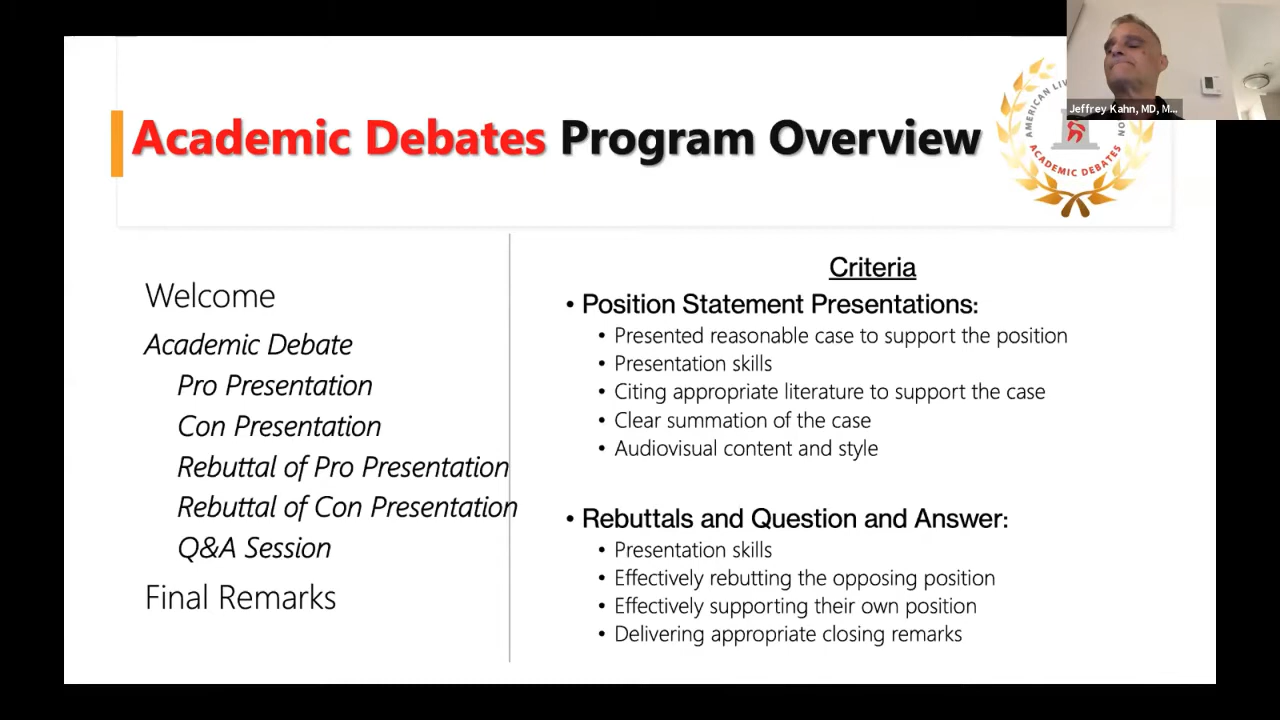 Academic Debates Program Overview
Jeffrey Kahn, MD, M...
AMERICAN LIV
ON
ACADEMIC DEBATES
Welcome
Academic Debate
Pro Presentation
Con Presentation
Rebuttal of Pro Presentation
Rebuttal of Con Presentation
Q&A Session
Final Remarks
Criteria
• Position Statement Presentations:
• Presented reasonable case to support the position
• Presentation skills
• Citing appropriate literature to support the case
• Clear summation of the case
• Audiovisual content and style
• Rebuttals and Question and Answer:
• Presentation skills
• Effectively rebutting the opposing position
• Effectively supporting their own position
• Delivering appropriate closing remarks